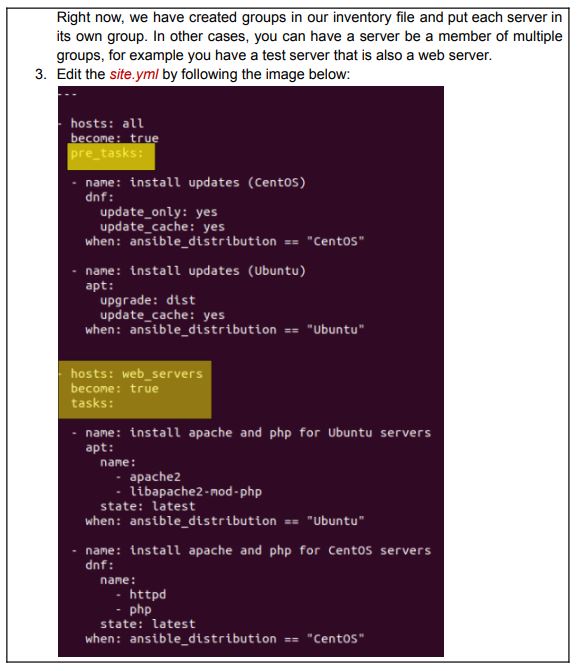 Right now, we have created groups in our inventory file and put each server in
its own group. In other cases, you can have a server be a member of multiple
groups, for example you have a test server that is also a web server.
3. Edit the site.yml by following the image below:
---
- hosts: all
  become: true
  pre_tasks:
  - name: install updates (CentOS)
    dnf:
      update_only: yes
      update_cache: yes
    when: ansible_distribution == "CentOS"
  - name: install updates (Ubuntu)
    apt:
      upgrade: dist
      update_cache: yes
    when: ansible_distribution == "Ubuntu"
- hosts: web_servers
  become: true
  tasks:
  - name: install apache and php for Ubuntu servers
    apt:
      name:
        - apache2
        - libapache2-mod-php
      state: latest
    when: ansible_distribution == "Ubuntu"
  - name: install apache and php for CentOS servers
    dnf:
      name:
        - httpd
        - php
      state: latest
    when: ansible_distribution == "CentOS"